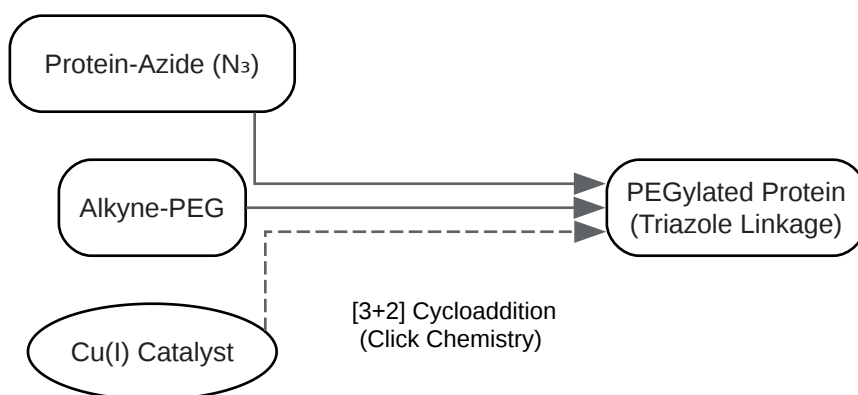 Protein-Azide (N₃)
Alkyne-PEG
PEGylated Protein
(Triazole Linkage)
[3+2] Cycloaddition
(Click Chemistry)
Cu(I) Catalyst